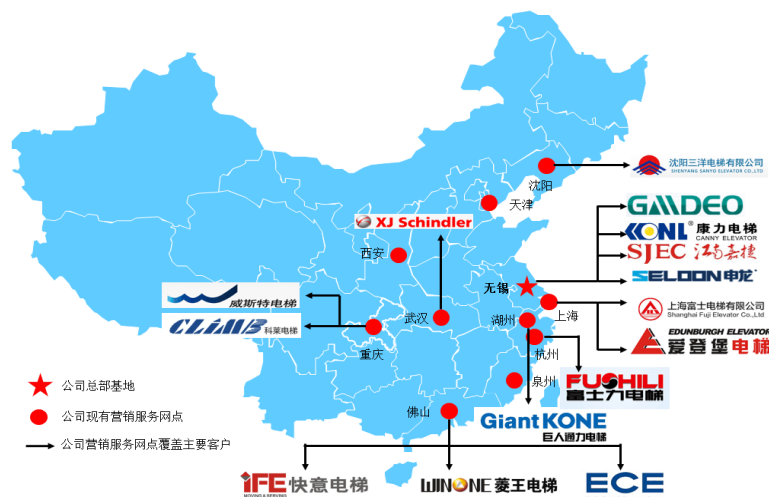 沈阳三洋电梯有限公司
SHENYANG SANYO ELEVATOR CO.,LTD
沈阳
天津
GMDEO
XJ Schindler
KONL 康力电梯
CANNY ELEVATOR
西安
SJEC 江南嘉捷
无锡
SELOON 申龙
威斯特电梯
上海
上海富士电梯有限公司
Shanghai Fuji Elevator Co.,Ltd
武汉
湖州
CLIMB 科莱电梯
重庆
杭州
EDUNBURGH ELEVATOR
爱登堡电梯
公司总部基地
泉州
FUSHILI
富士力电梯
公司现有营销服务网点
佛山
Giant KONE
巨人通力电梯
公司营销服务网点覆盖主要客户
IFE 快意电梯
MOVING & SERVING
WINONE 菱王电梯
ECE